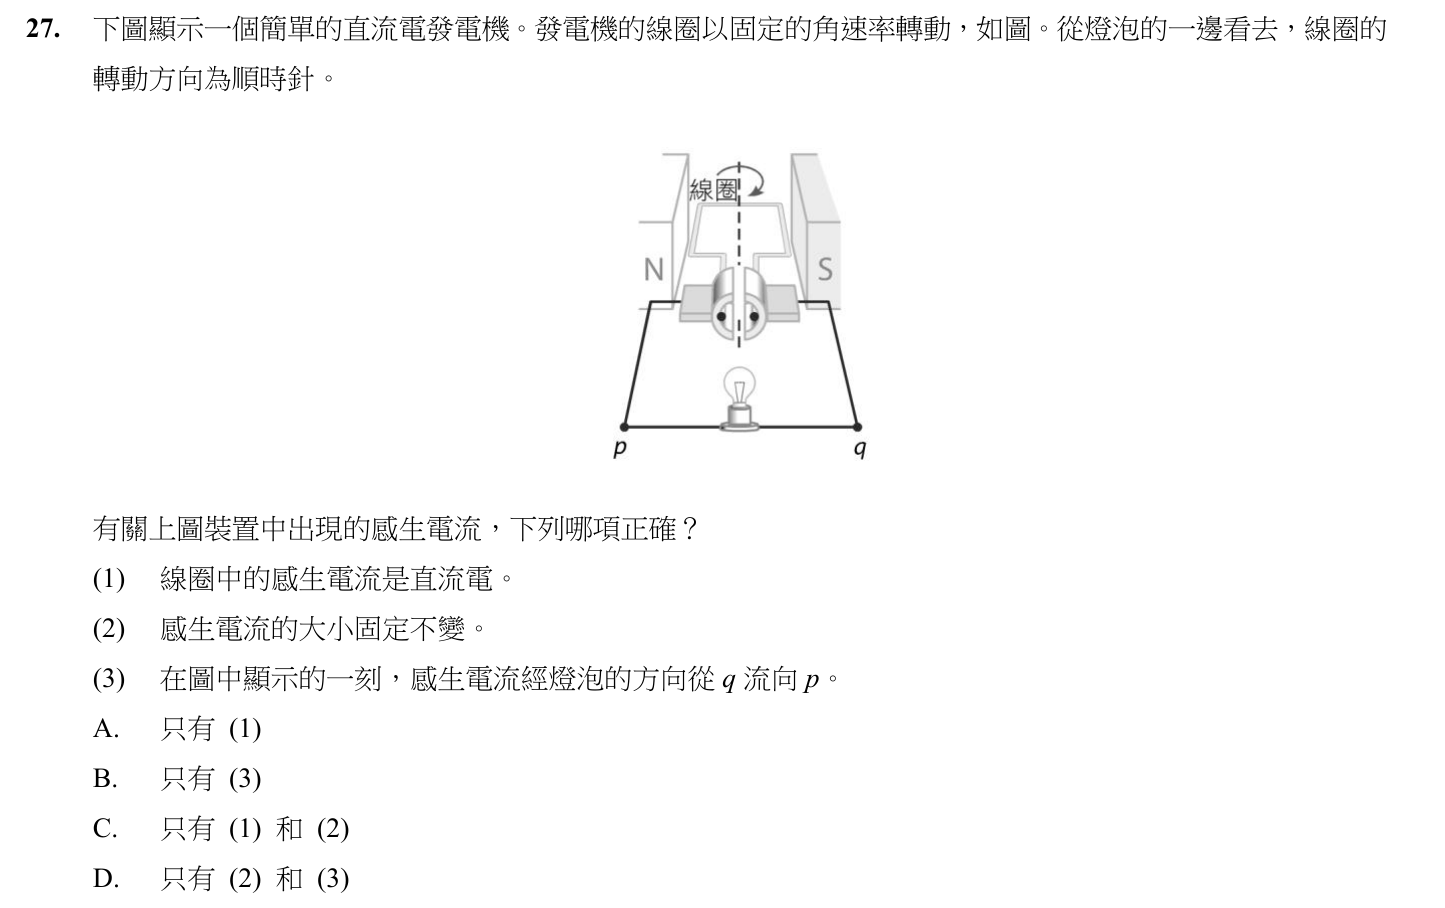 27. 下圖顯示一個簡單的直流電發電機。發電機的線圈以固定的角速率轉動，如圖。從燈泡的一邊看去，線圈的
轉動方向為順時針。
線圈
N
S
p
q
有關上圖裝置中出現的感生電流，下列哪項正確？
(1) 線圈中的感生電流是直流電。
(2) 感生電流的大小固定不變。
(3) 在圖中顯示的一刻，感生電流經燈泡的方向從 q 流向 p。
A. 只有 (1)
B. 只有 (3)
C. 只有 (1) 和 (2)
D. 只有 (2) 和 (3)